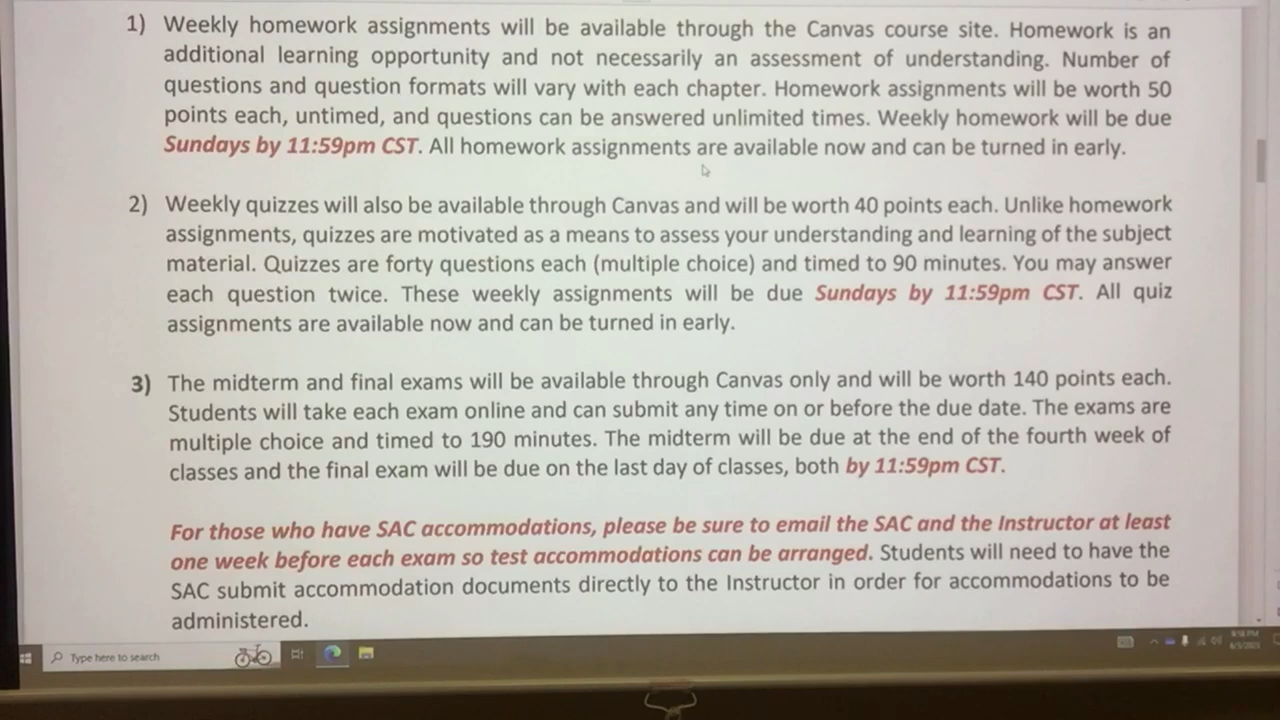 1) Weekly homework assignments will be available through the Canvas course site. Homework is an
additional learning opportunity and not necessarily an assessment of understanding. Number of
questions and question formats will vary with each chapter. Homework assignments will be worth 50
points each, untimed, and questions can be answered unlimited times. Weekly homework will be due
Sundays by 11:59pm CST. All homework assignments are available now and can be turned in early.
2) Weekly quizzes will also be available through Canvas and will be worth 40 points each. Unlike homework
assignments, quizzes are motivated as a means to assess your understanding and learning of the subject
material. Quizzes are forty questions each (multiple choice) and timed to 90 minutes. You may answer
each question twice. These weekly assignments will be due Sundays by 11:59pm CST. All quiz
assignments are available now and can be turned in early.
3) The midterm and final exams will be available through Canvas only and will be worth 140 points each.
Students will take each exam online and can submit any time on or before the due date. The exams are
multiple choice and timed to 190 minutes. The midterm will be due at the end of the fourth week of
classes and the final exam will be due on the last day of classes, both by 11:59pm CST.
For those who have SAC accommodations, please be sure to email the SAC and the Instructor at least
one week before each exam so test accommodations can be arranged. Students will need to have the
SAC submit accommodation documents directly to the Instructor in order for accommodations to be
administered.
Type here to search